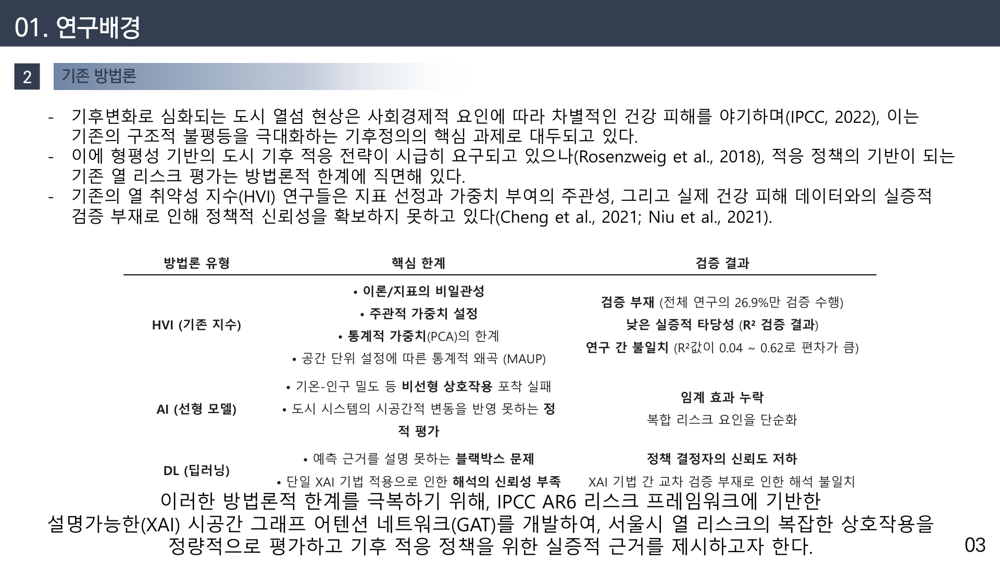 01. 연구배경
2
기존 방법론
- 기후변화로 심화되는 도시 열섬 현상은 사회경제적 요인에 따라 차별적인 건강 피해를 야기하며(IPCC, 2022), 이는
기존의 구조적 불평등을 극대화하는 기후정의의 핵심 과제로 대두되고 있다.
- 이에 형평성 기반의 도시 기후 적응 전략이 시급히 요구되고 있으나(Rosenzweig et al., 2018), 적응 정책의 기반이 되는
기존 열 리스크 평가는 방법론적 한계에 직면해 있다.
- 기존의 열 취약성 지수(HVI) 연구들은 지표 선정과 가중치 부여의 주관성, 그리고 실제 건강 피해 데이터와의 실증적
검증 부재로 인해 정책적 신뢰성을 확보하지 못하고 있다(Cheng et al., 2021; Niu et al., 2021).
방법론 유형 핵심 한계 검증 결과
HVI (기존 지수)
• 이론/지표의 비일관성
• 주관적 가중치 설정
• 통계적 가중치(PCA)의 한계
• 공간 단위 설정에 따른 통계적 왜곡 (MAUP)
검증 부재 (전체 연구의 26.9%만 검증 수행)
낮은 실증적 타당성 (R² 검증 결과)
연구 간 불일치 (R²값이 0.04 ~ 0.62로 편차가 큼)
AI (선형 모델)
• 기온-인구 밀도 등 비선형 상호작용 포착 실패
• 도시 시스템의 시공간적 변동을 반영 못하는 정
적 평가
임계 효과 누락
복합 리스크 요인을 단순화
DL (딥러닝)
• 예측 근거를 설명 못하는 블랙박스 문제
• 단일 XAI 기법 적용으로 인한 해석의 신뢰성 부족
정책 결정자의 신뢰도 저하
XAI 기법 간 교차 검증 부재로 인한 해석 불일치
이러한 방법론적 한계를 극복하기 위해, IPCC AR6 리스크 프레임워크에 기반한
설명가능한(XAI) 시공간 그래프 어텐션 네트워크(GAT)를 개발하여, 서울시 열 리스크의 복잡한 상호작용을
정량적으로 평가하고 기후 적응 정책을 위한 실증적 근거를 제시하고자 한다.
03